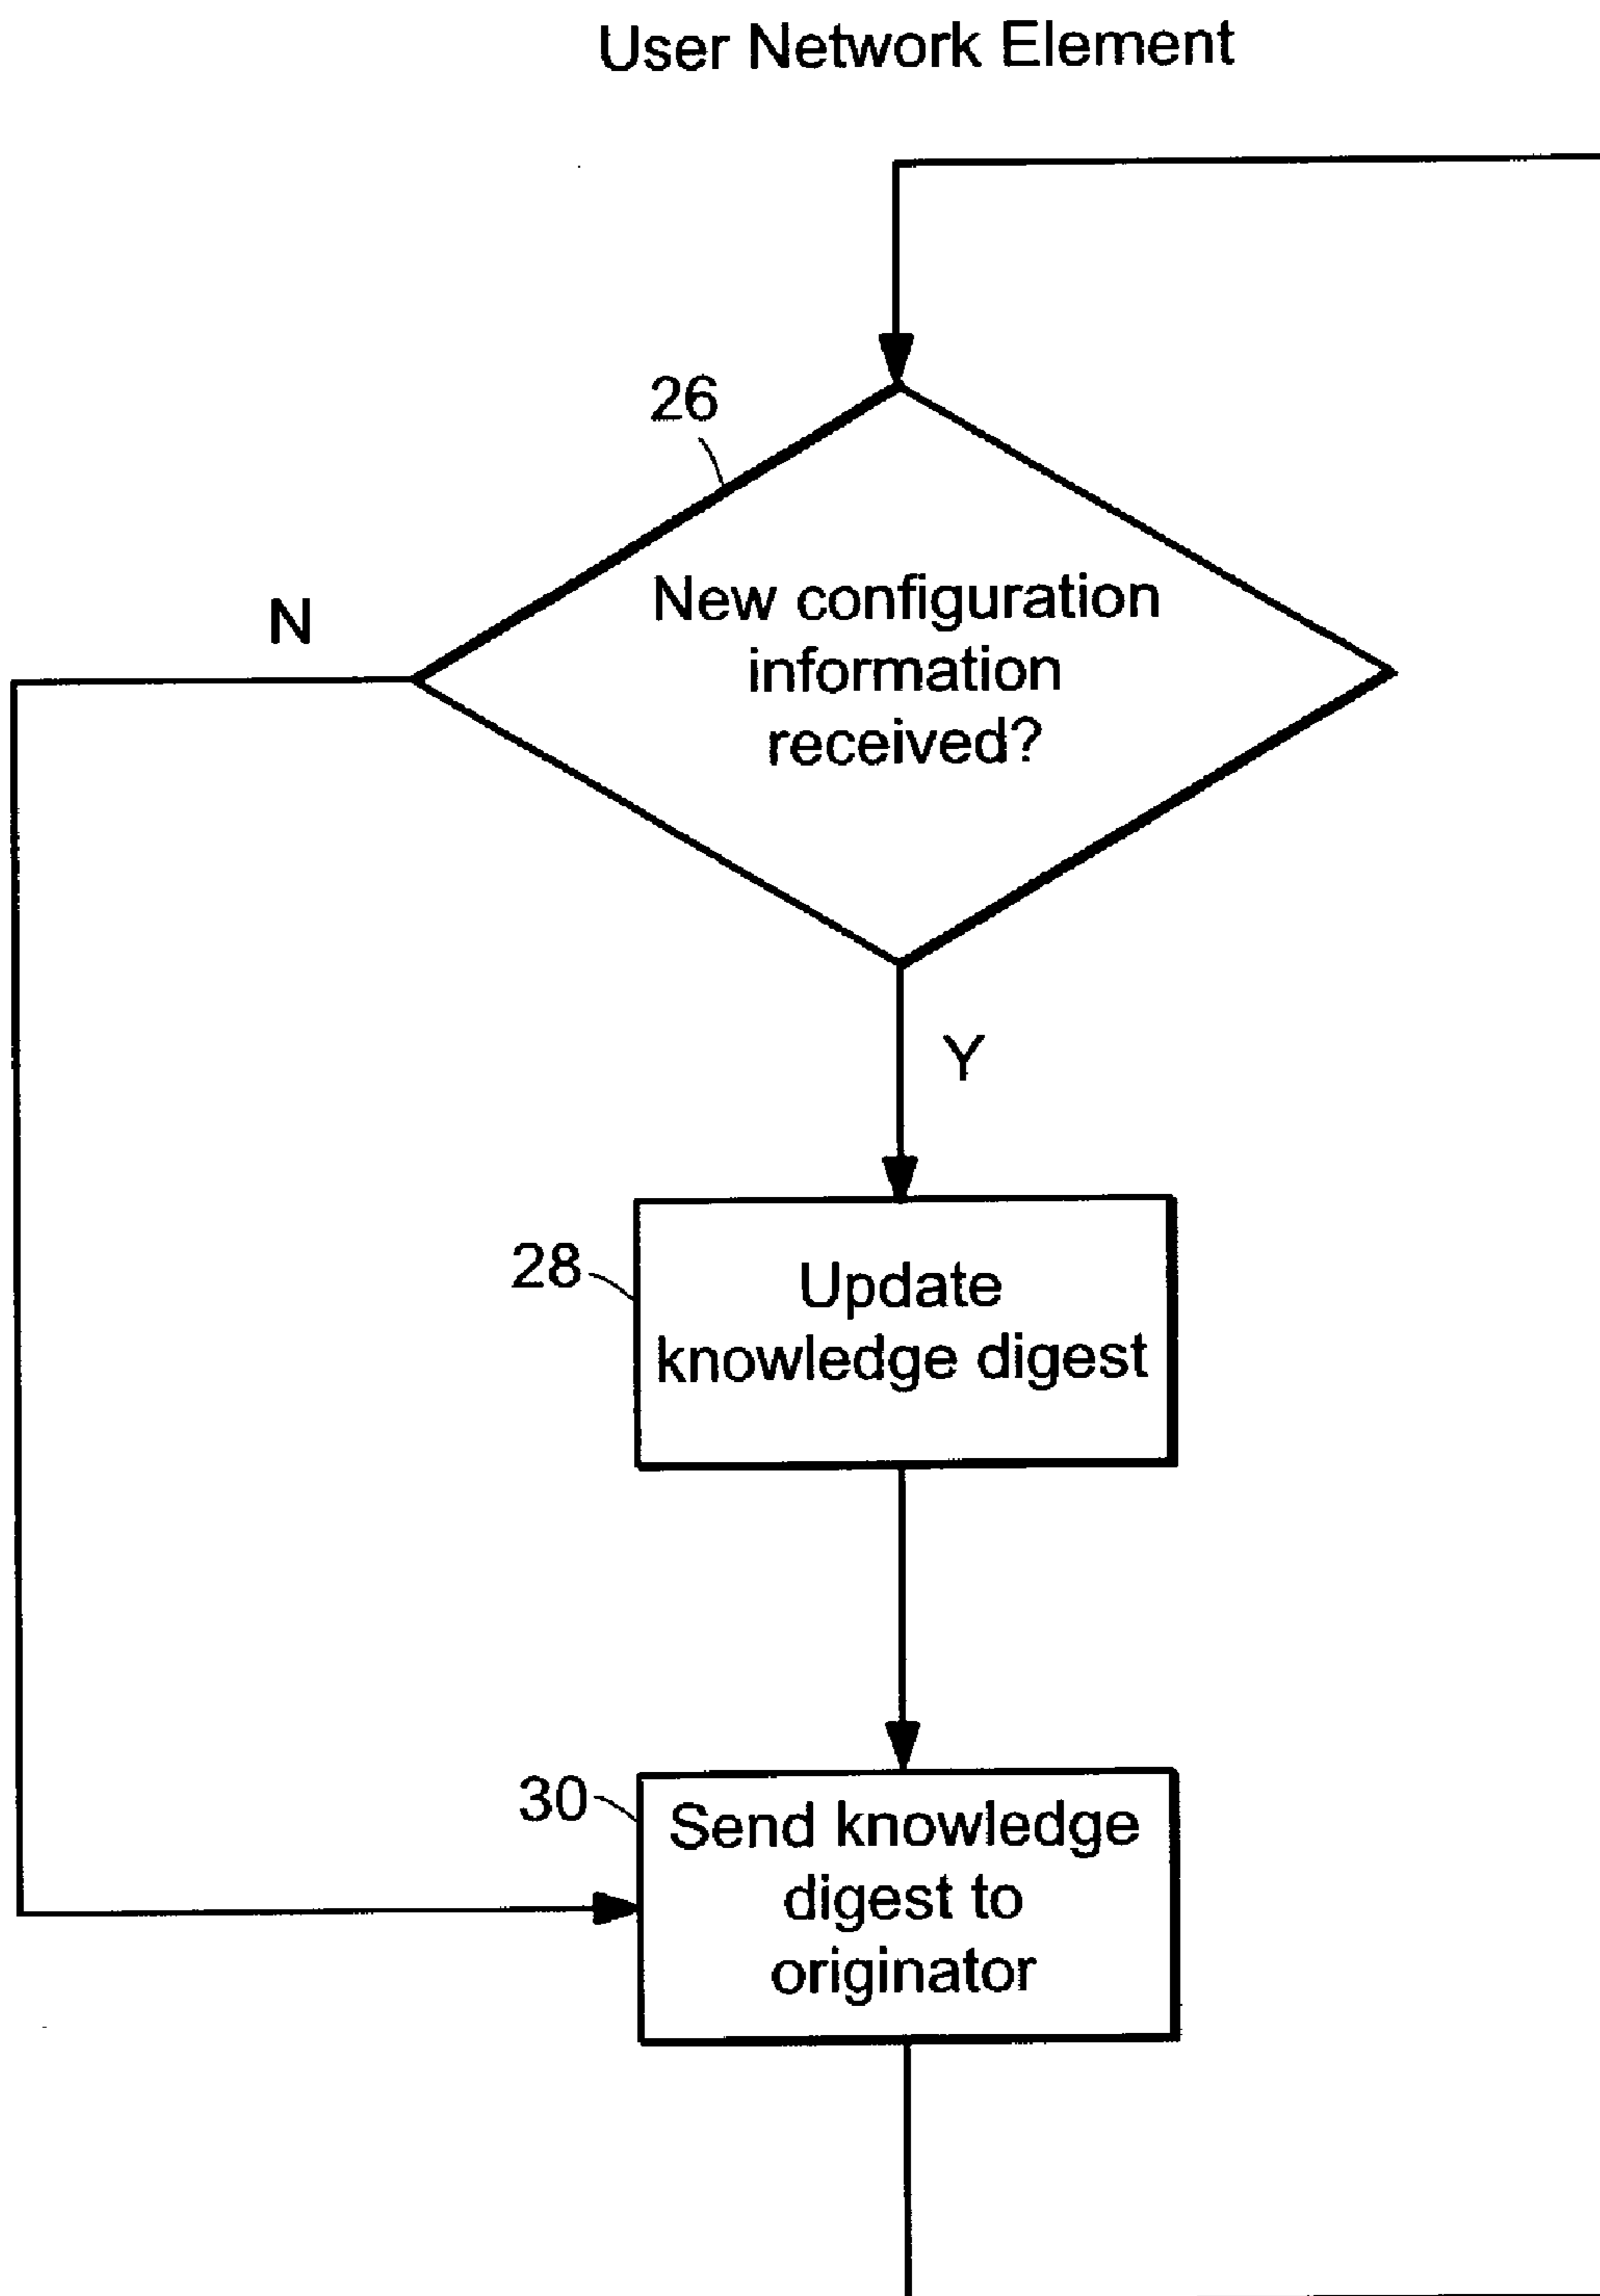 User Network Element
26
New configuration
information
received?
N
Y
28
Update
knowledge digest
30
Send knowledge
digest to
originator